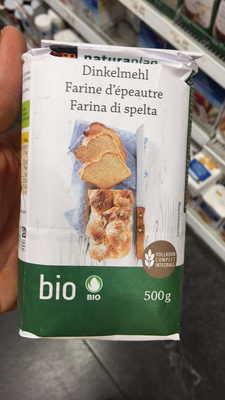 naturaplan
Dinkelmehl
Farine d'épeautre
Farina di spelta
VOLLKORN
COMPLET
INTEGRALE
bio
BIO
500g